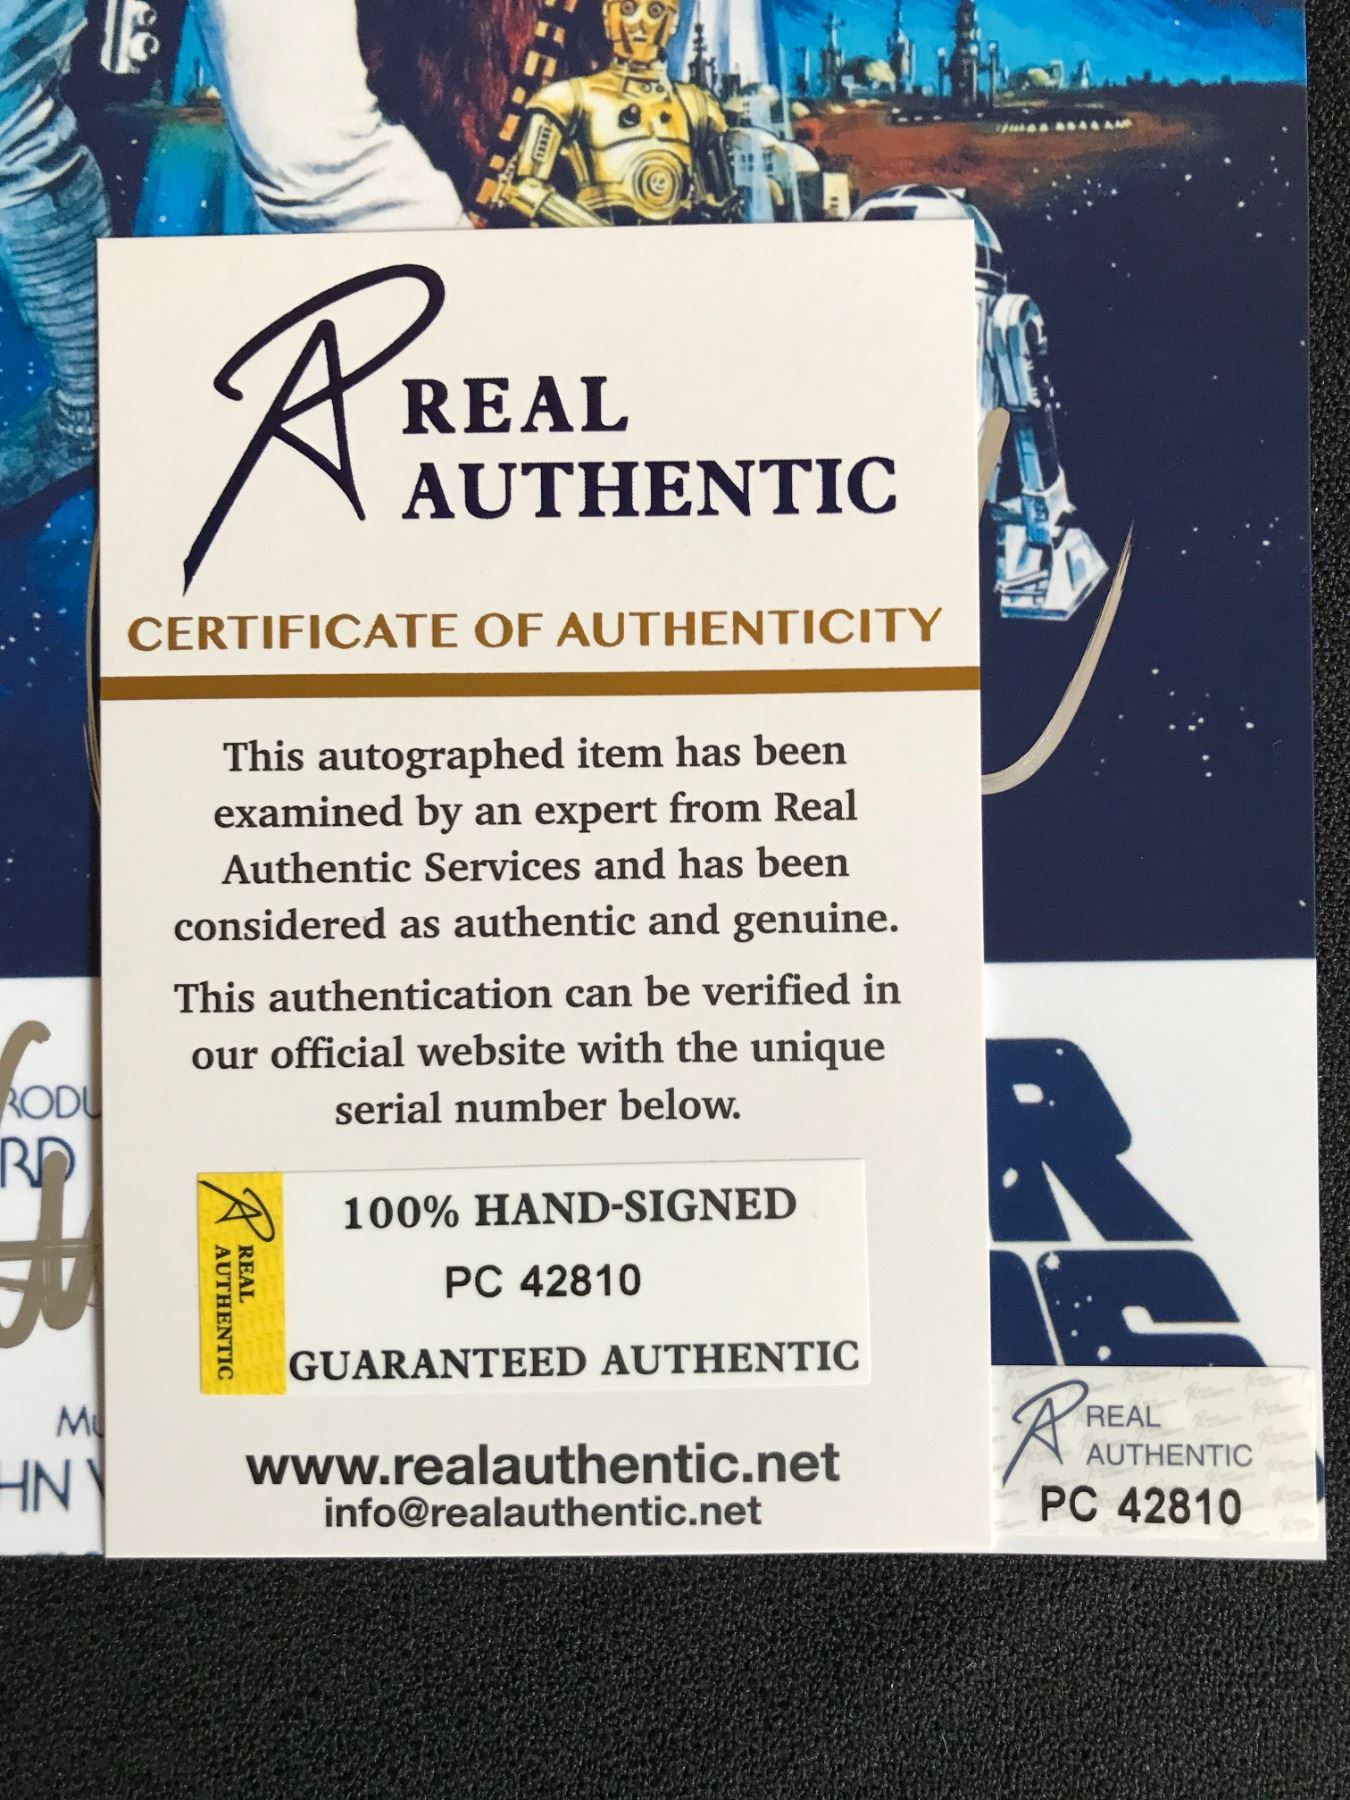 REAL
AUTHENTIC
CERTIFICATE OF AUTHENTICITY
This autographed item has been
examined by an expert from Real
Authentic Services and has been
considered as authentic and genuine.
This authentication can be verified in
our official website with the unique
serial number below.
REAL
AUTHENTIC
100% HAND-SIGNED
PC 42810
GUARANTEED AUTHENTIC
www.realauthentic.net
info@realauthentic.net
REAL
AUTHENTIC
PC 42810